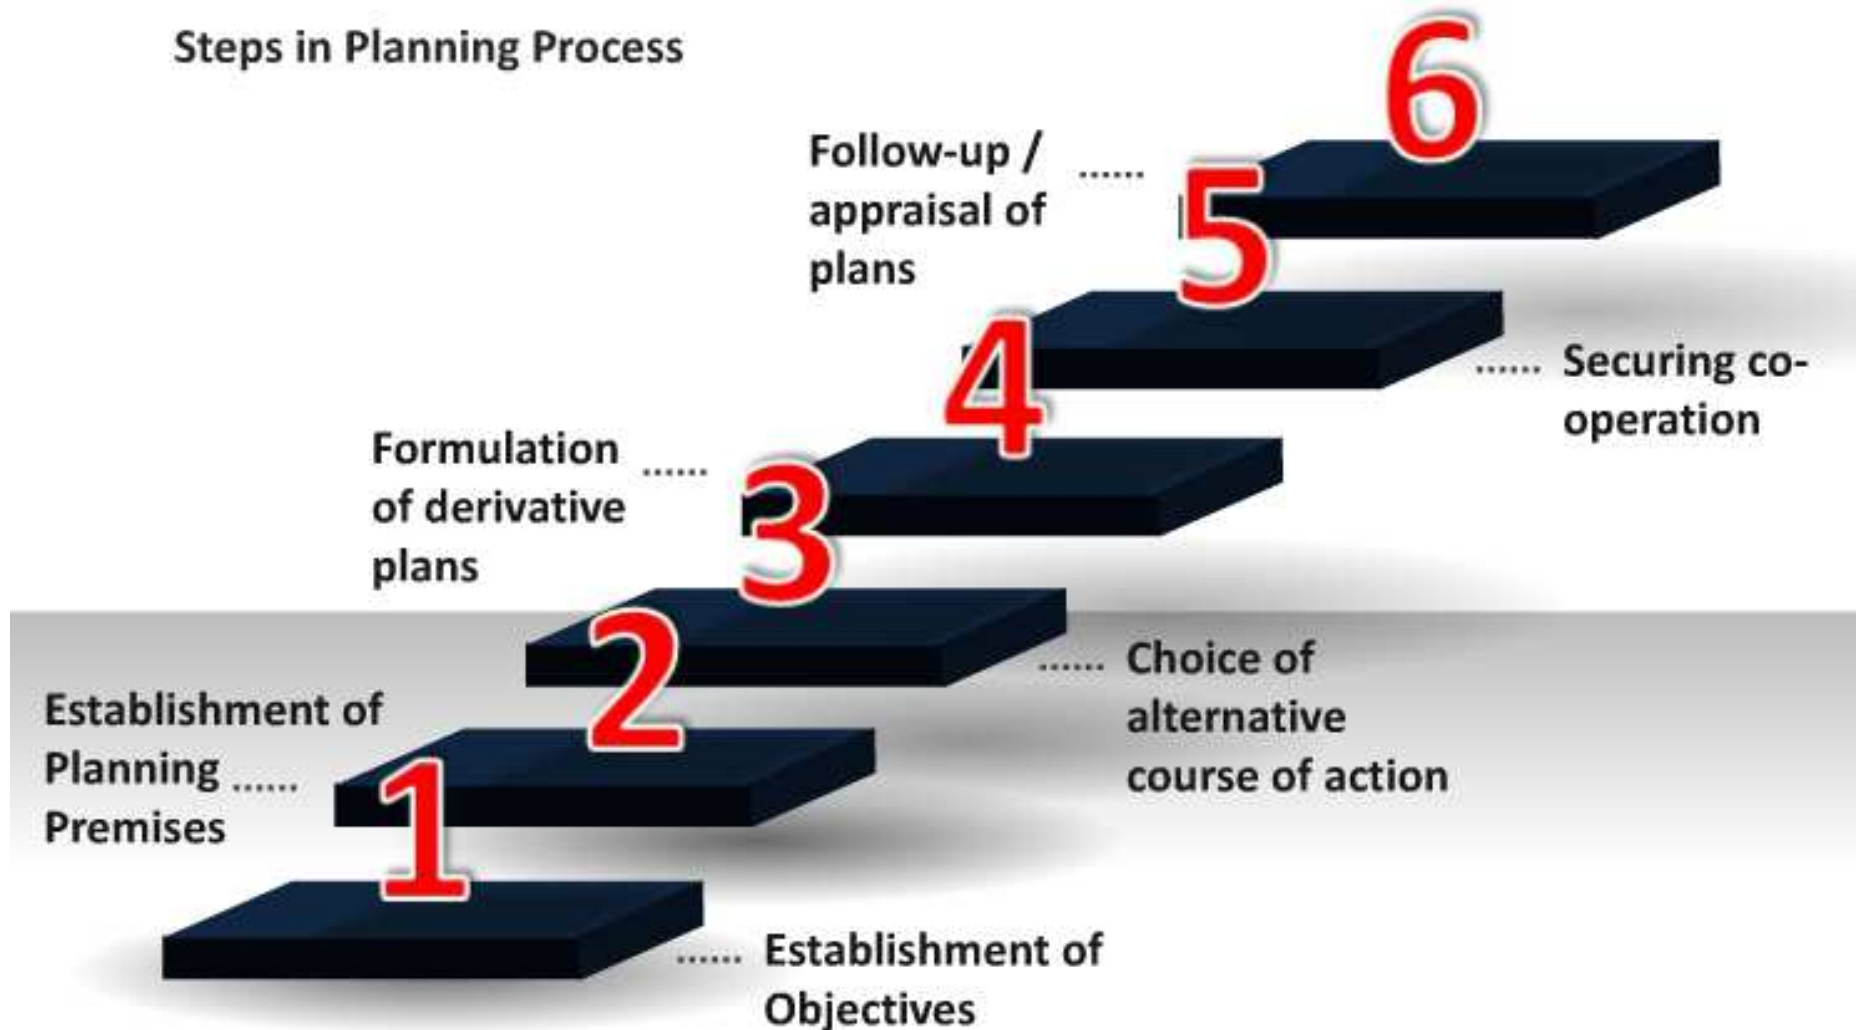 Steps in Planning Process
6
Follow-up /
appraisal of
plans
5
Securing co-
operation
4
Formulation
of derivative
plans
3
Choice of
alternative
course of action
2
Establishment of
Planning
Premises
1
Establishment of
Objectives